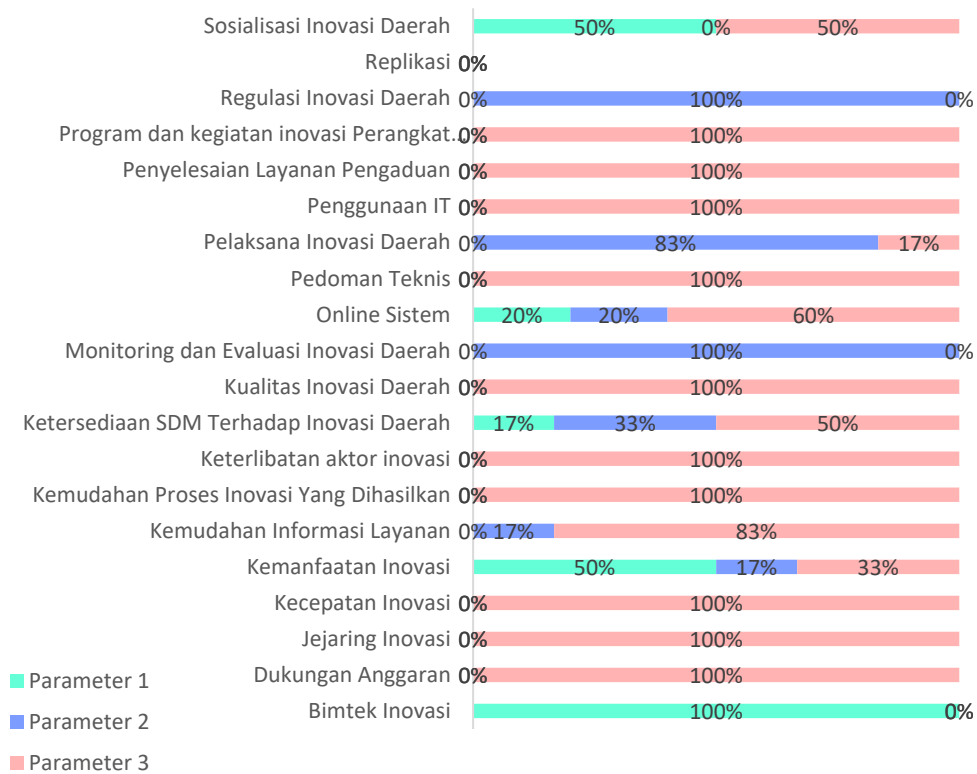 Sosialisasi Inovasi Daerah 50% 0% 50%
Replikasi 0%
Regulasi Inovasi Daerah 0% 100% 0%
Program dan kegiatan inovasi Perangkat... 0% 100%
Penyelesaian Layanan Pengaduan 0% 100%
Penggunaan IT 0% 100%
Pelaksana Inovasi Daerah 0% 83% 17%
Pedoman Teknis 0% 100%
Online Sistem 20% 20% 60%
Monitoring dan Evaluasi Inovasi Daerah 0% 100% 0%
Kualitas Inovasi Daerah 0% 100%
Ketersediaan SDM Terhadap Inovasi Daerah 17% 33% 50%
Keterlibatan aktor inovasi 0% 100%
Kemudahan Proses Inovasi Yang Dihasilkan 0% 100%
Kemudahan Informasi Layanan 0% 17% 83%
Kemanfaatan Inovasi 50% 17% 33%
Kecepatan Inovasi 0% 100%
Jejaring Inovasi 0% 100%
Dukungan Anggaran 0% 100%
Bimtek Inovasi 100% 0%
Parameter 1
Parameter 2
Parameter 3